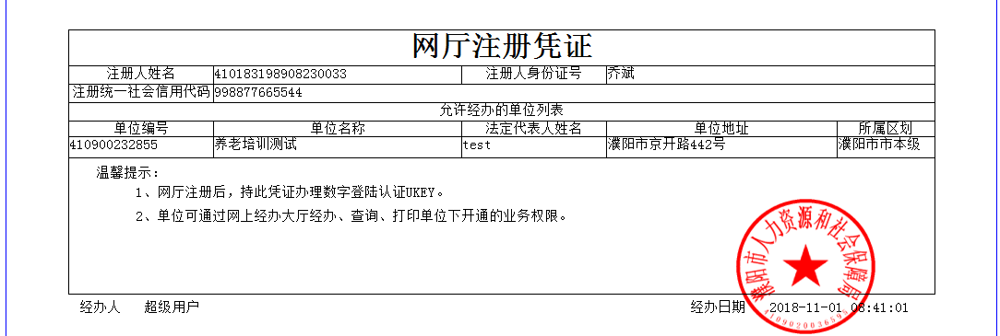 网厅注册凭证
注册人姓名 410183198908230033 注册人身份证号 乔斌
注册统一社会信用代码 998877665544
允许经办的单位列表
单位编号 单位名称 法定代表人姓名 单位地址 所属区划
410900232855 养老培训测试 test 濮阳市京开路442号 濮阳市市本级
温馨提示：
1、网厅注册后，持此凭证办理数字登陆认证UKEY。
2、单位可通过网上经办大厅经办、查询、打印单位下开通的业务权限。
濮阳市人力资源和社会保障局
4109020036595
经办人 超级用户 经办日期 2018-11-01 08:41:01